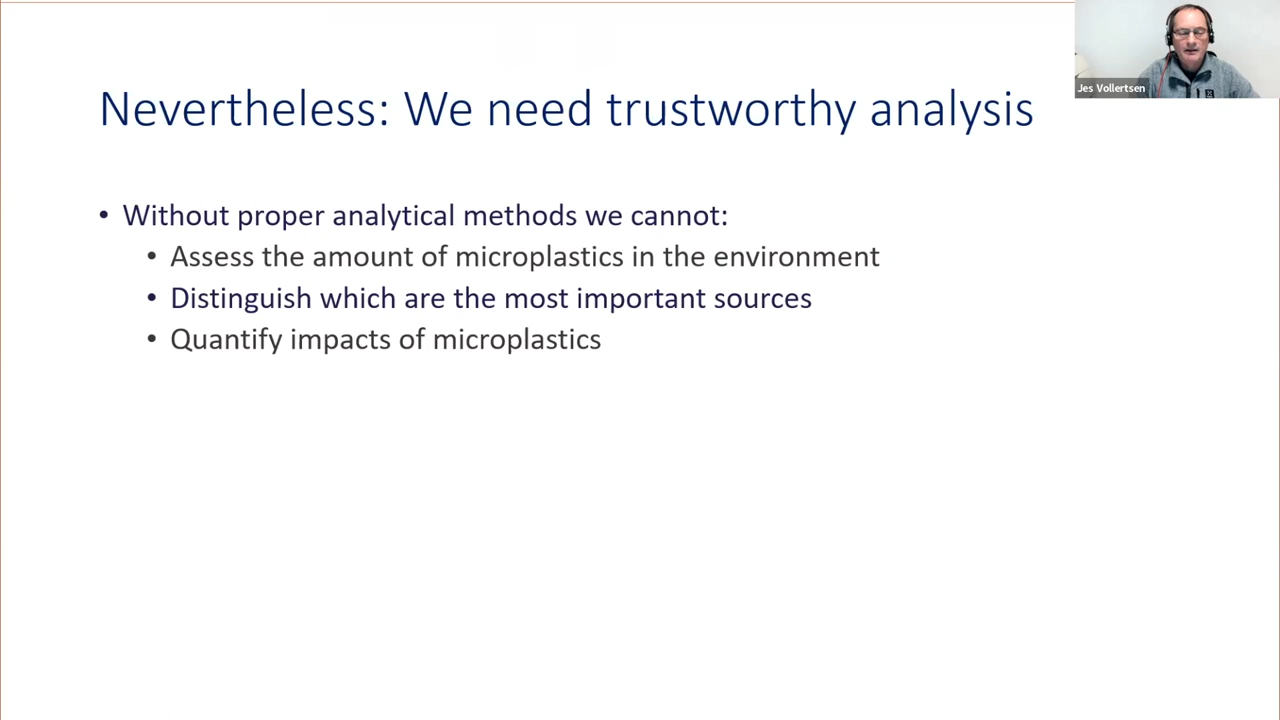 Nevertheless: We need trustworthy analysis
Jes Vollertsen
• Without proper analytical methods we cannot:
• Assess the amount of microplastics in the environment
• Distinguish which are the most important sources
• Quantify impacts of microplastics